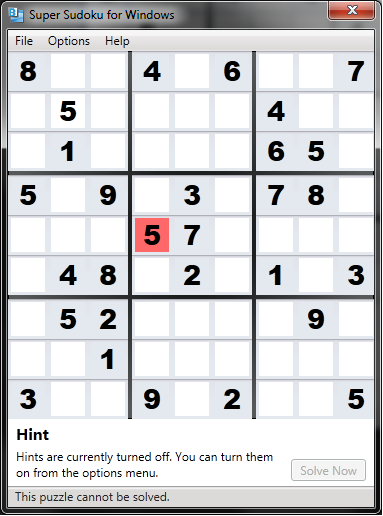 Super Sudoku for Windows
File Options Help
8 4 6 7
5 4
1 6 5
5 9 3 7 8
5 7
4 8 2 1 3
5 2 9
1
3 9 2 5
Hint
Hints are currently turned off. You can turn them
on from the options menu.
Solve Now
This puzzle cannot be solved.